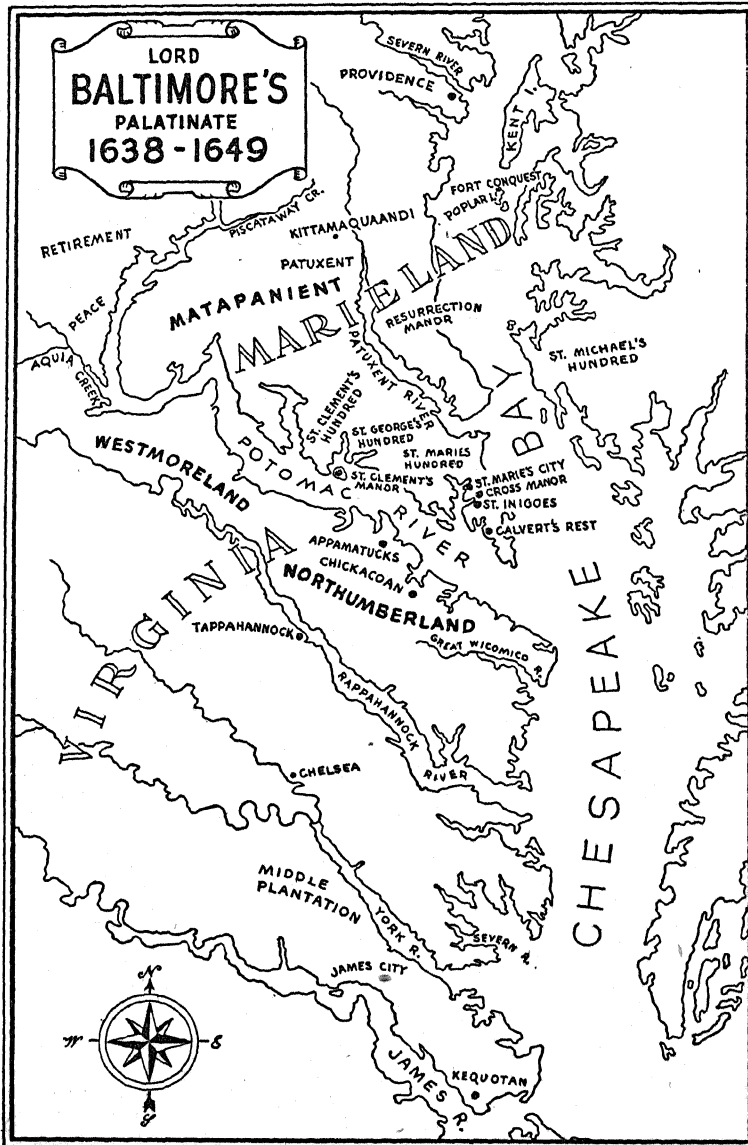 LORD
BALTIMORE'S
PALATINATE
1638-1649
SEVERN RIVER
PROVIDENCE
KENT I.
FORT CONQUEST
POPLAR I.
PISCATAWAY CR.
RETIREMENT
KITTAMAQUAANDI
PATUXENT
MATAPANIENT
MARIELAND
PEACE
RESURRECTION
MANOR
AQUIA
CREEK
PATUXENT RIVER
ST. MICHAEL'S
HUNDRED
ST. CLEMENT'S
HUNDRED
ST. GEORGE'S
HUNDRED
ST. MARIES
HUNDRED
WESTMORELAND
POTOMAC RIVER
ST. CLEMENT'S
MANOR
ST. MARIE'S CITY
CROSS MANOR
ST. INIGOES
CALVERT'S REST
CHESAPEAKE BAY
VIRGINIA
APPAMATUCKS
CHICKACOAN
NORTHUMBERLAND
TAPPAHANNOCK
GREAT WICOMICO R.
RAPPAHANNOCK
RIVER
CHELSEA
MIDDLE
PLANTATION
YORK R.
SEVERN R.
JAMES CITY
JAMES R.
KEQUOTAN
N
W
E
S